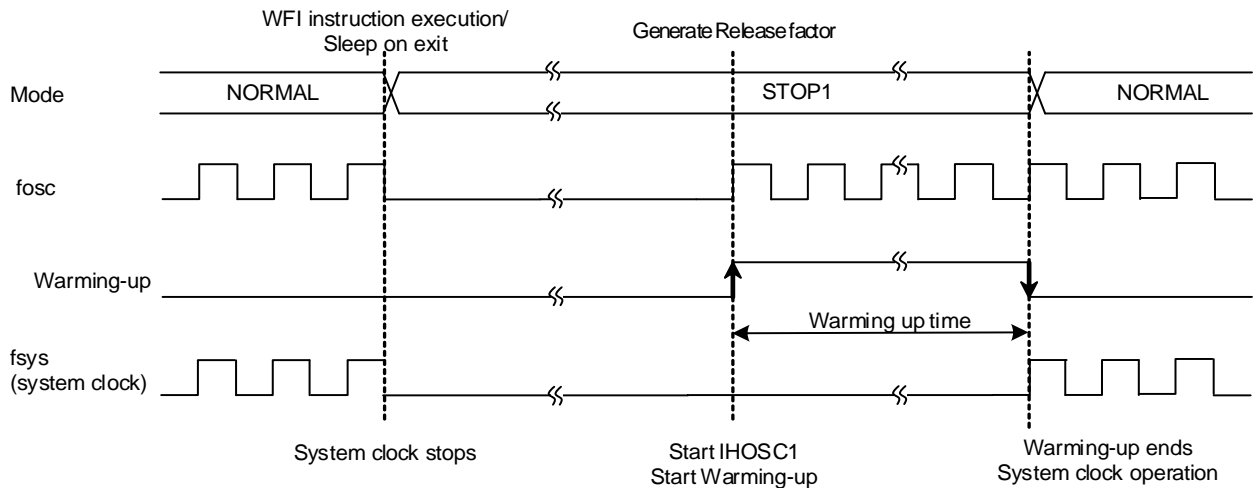 WFI instruction execution/
Sleep on exit
Generate Release factor
Mode
NORMAL
STOP1
NORMAL
fosc
Warming-up
Warming up time
fsys
(system clock)
System clock stops
Start IHOSC1
Start Warming-up
Warming-up ends
System clock operation